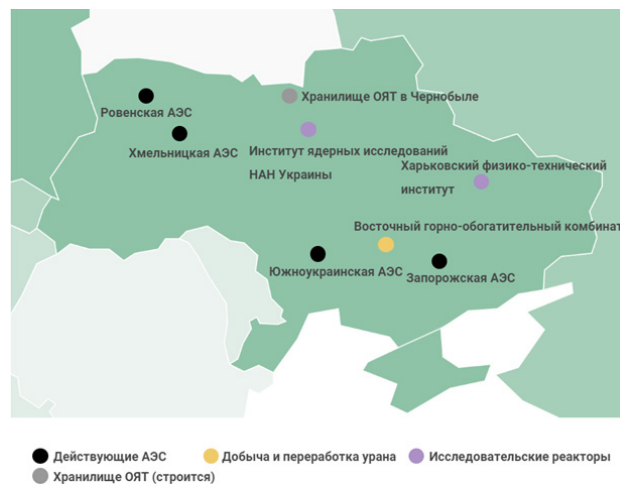 Хранилище ОЯТ в Чернобыле
Ровенская АЭС
Хмельницкая АЭС
Институт ядерных исследований
НАН Украины
Харьковский физико-технический
институт
Восточный горно-обогатительный комбинат
Южноукраинская АЭС
Запорожская АЭС
Действующие АЭС
Добыча и переработка урана
Исследовательские реакторы
Хранилище ОЯТ (строится)